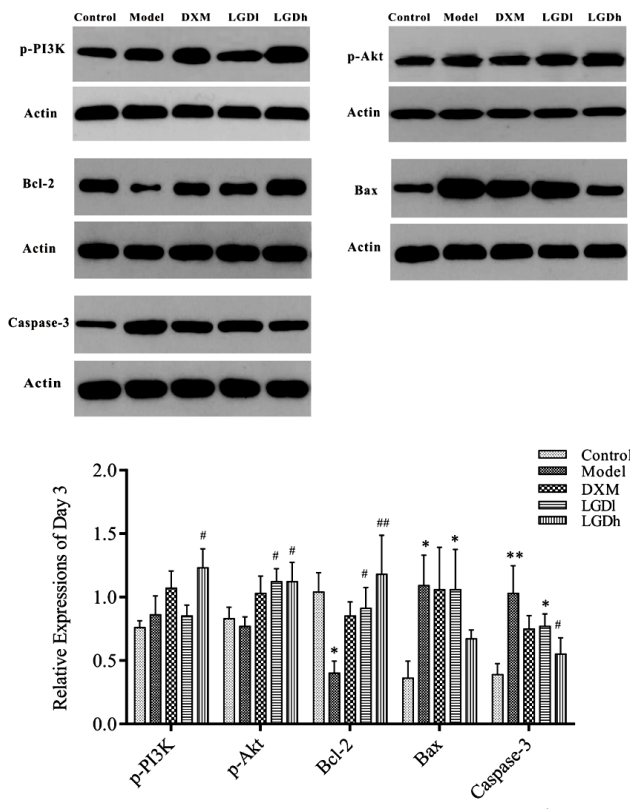 Control Model DXM LGDl LGDh
p-PI3K
Actin
Bcl-2
Actin
Caspase-3
Actin
Control Model DXM LGDl LGDh
p-Akt
Actin
Bax
Actin
Control
Model
DXM
LGDl
LGDh
Relative Expressions of Day 3
2.0
1.5
1.0
0.5
0.0
# # # * # ## * * ** * #
p-PI3K p-Akt Bcl-2 Bax Caspase-3